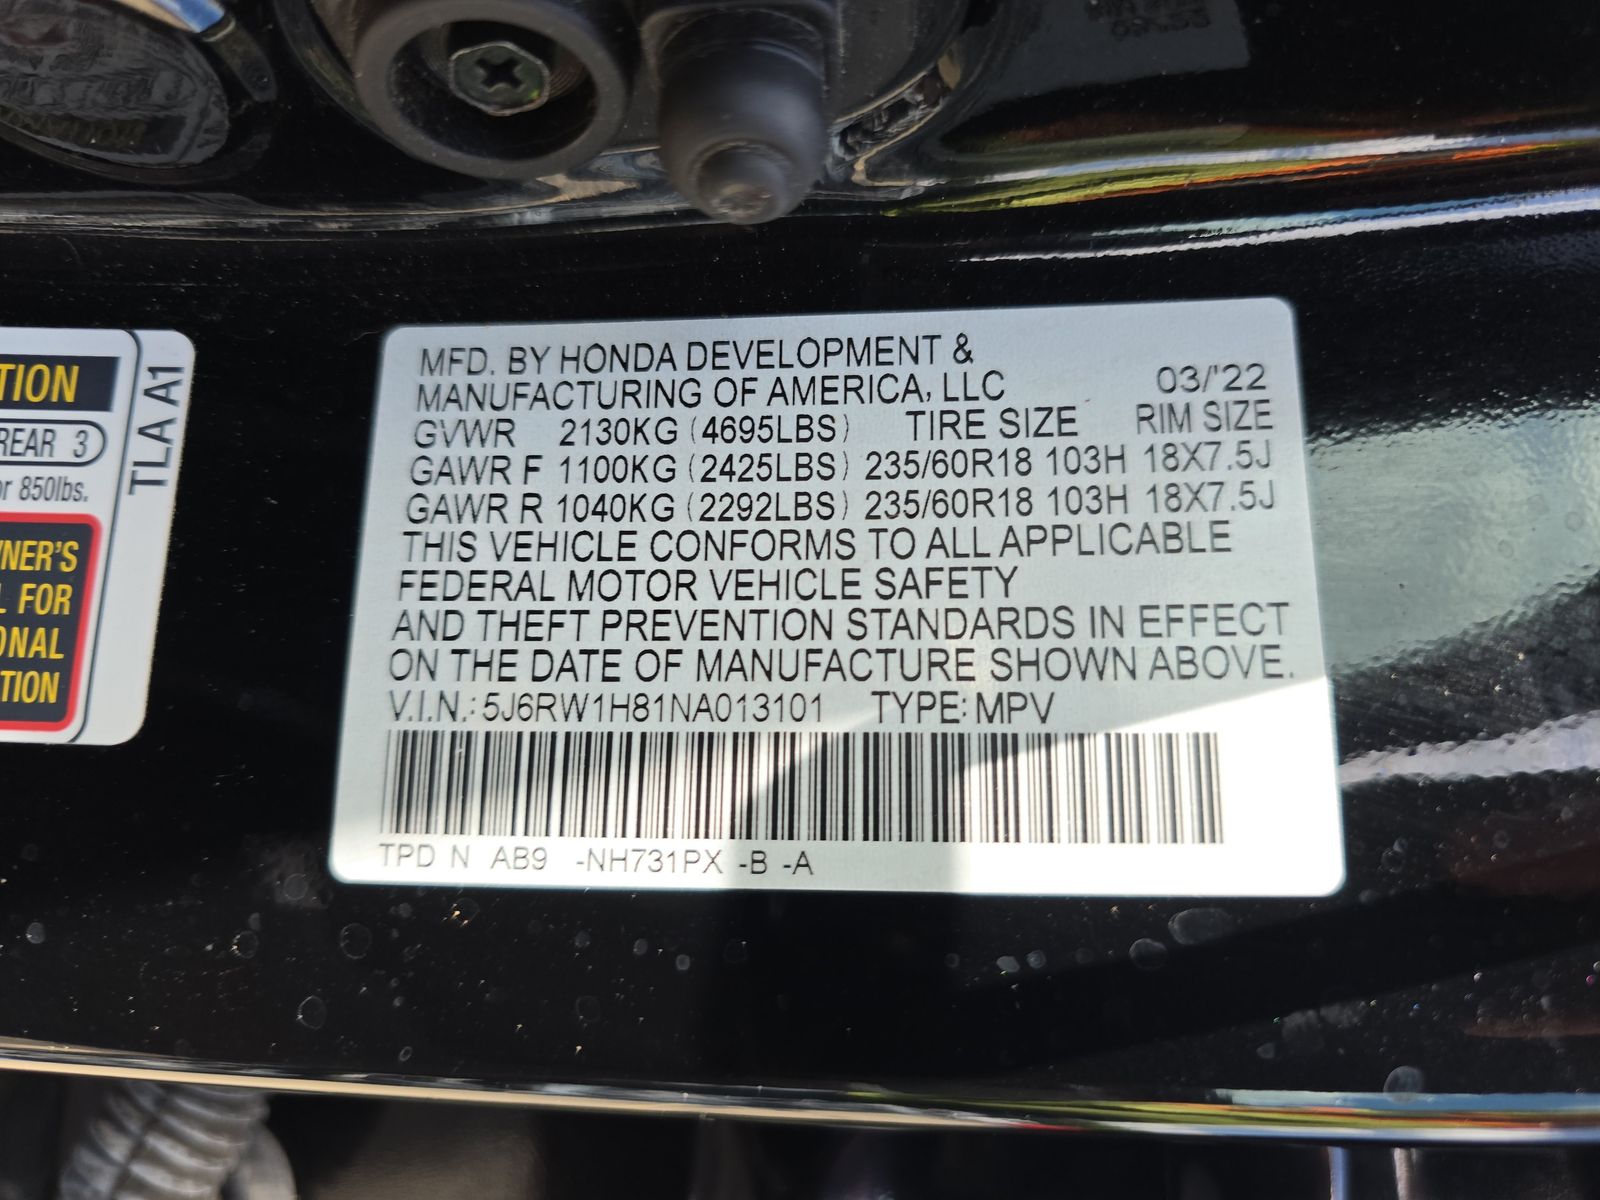 TION
REAR 3
or 850lbs.
NER'S
L FOR
ONAL
TION
TLA A1
MFD. BY HONDA DEVELOPMENT &
MANUFACTURING OF AMERICA, LLC 03/'22
GVWR 2130KG (4695LBS) TIRE SIZE RIM SIZE
GAWR F 1100KG (2425LBS) 235/60R18 103H 18X7.5J
GAWR R 1040KG (2292LBS) 235/60R18 103H 18X7.5J
THIS VEHICLE CONFORMS TO ALL APPLICABLE
FEDERAL MOTOR VEHICLE SAFETY
AND THEFT PREVENTION STANDARDS IN EFFECT
ON THE DATE OF MANUFACTURE SHOWN ABOVE.
V.I.N.: 5J6RW1H81NA013101 TYPE: MPV
TPD N AB9 -NH731PX -B -A